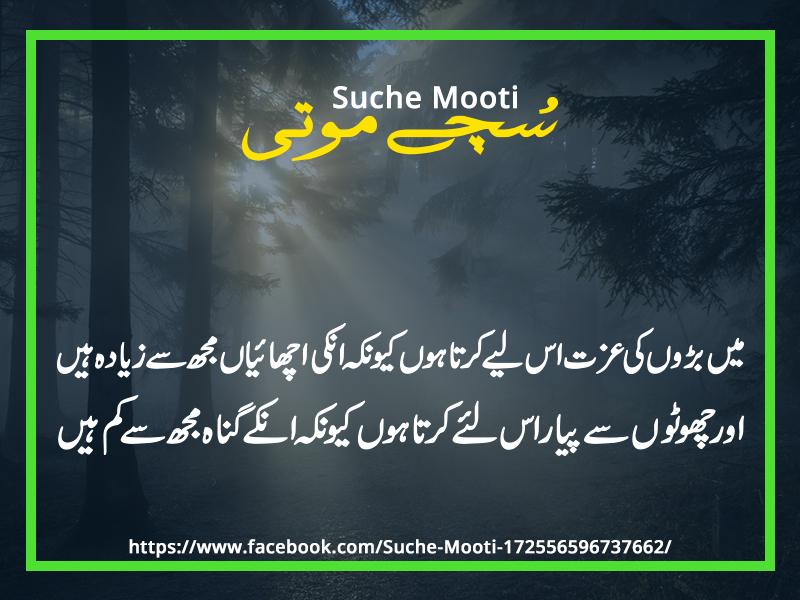 Suche Mooti
سُچے موتی
میں بڑوں کی عزت اس لیے کرتا ہوں کیونکہ انکی اچھائیاں مجھ سے زیادہ ہیں
اور چھوٹوں سے پیار اس لئے کرتا ہوں کیونکہ انکے گناہ مجھ سے کم ہیں
https://www.facebook.com/Suche-Mooti-172556596737662/